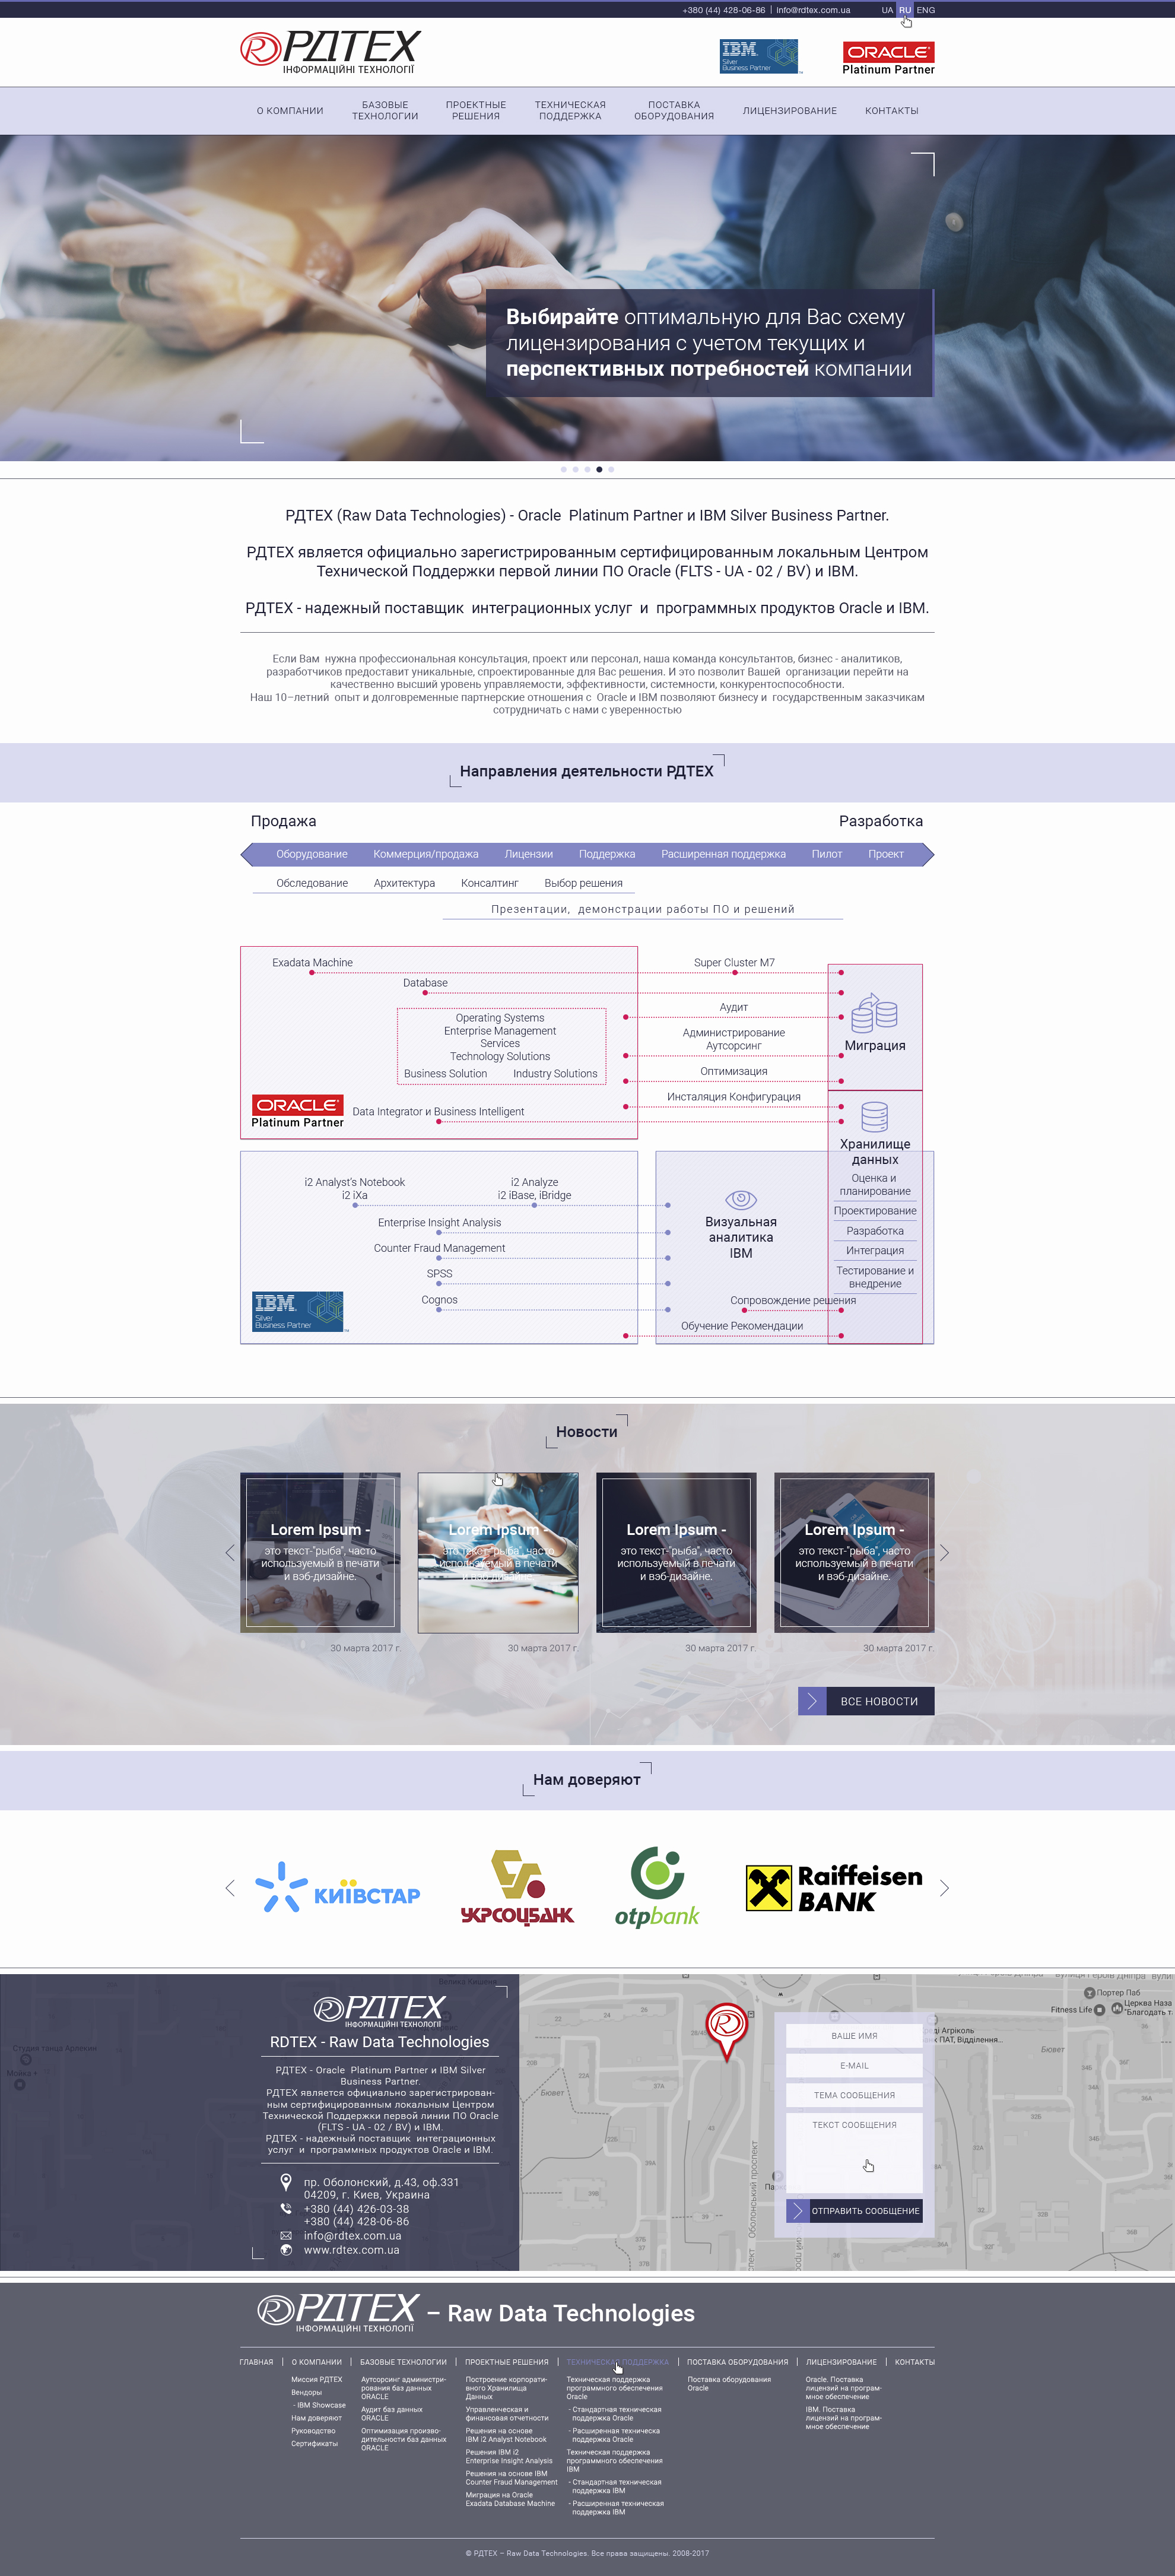 +380 (44) 428-06-86 | info@rdtex.com.ua UA RU ENG
РДТЕХ
ІНФОРМАЦІЙНІ ТЕХНОЛОГІЇ
IBM
Silver
Business Partner
ORACLE
Platinum Partner
О КОМПАНИИ
БАЗОВЫЕ
ТЕХНОЛОГИИ
ПРОЕКТНЫЕ
РЕШЕНИЯ
ТЕХНИЧЕСКАЯ
ПОДДЕРЖКА
ПОСТАВКА
ОБОРУДОВАНИЯ
ЛИЦЕНЗИРОВАНИЕ
КОНТАКТЫ
Выбирайте оптимальную для Вас схему
лицензирования с учетом текущих и
перспективных потребностей компании
РДТЕХ (Raw Data Technologies) - Oracle Platinum Partner и IBM Silver Business Partner.
РДТЕХ является официально зарегистрированным сертифицированным локальным Центром
Технической Поддержки первой линии ПО Oracle (FLTS - UA - 02 / BV) и IBM.
РДТЕХ - надежный поставщик интеграционных услуг и программных продуктов Oracle и IBM.
Если Вам нужна профессиональная консультация, проект или персонал, наша команда консультантов, бизнес - аналитиков,
разработчиков предоставит уникальные, спроектированные для Вас решения. И это позволит Вашей организации перейти на
качественно высший уровень управляемости, эффективности, системности, конкурентоспособности.
Наш 10–летний опыт и долговременные партнерские отношения с Oracle и IBM позволяют бизнесу и государственным заказчикам
сотрудничать с нами с уверенностью
Направления деятельности РДТЕХ
Продажа Разработка
Оборудование Коммерция/продажа Лицензии Поддержка Расширенная поддержка Пилот Проект
Обследование Архитектура Консалтинг Выбор решения
Презентации, демонстрации работы ПО и решений
Exadata Machine
Super Cluster M7
Database
Аудит
Operating Systems
Enterprise Management
Services
Technology Solutions
Business Solution Industry Solutions
Администрирование
Аутсорсинг
Миграция
Оптимизация
Инсталяция Конфигурация
ORACLE
Platinum Partner
Data Integrator и Business Intelligent
Хранилище
данных
Оценка и
планирование
Проектирование
Разработка
Интеграция
Тестирование и
внедрение
i2 Analyst's Notebook
i2 iXa
i2 Analyze
i2 iBase, iBridge
Enterprise Insight Analysis
Counter Fraud Management
SPSS
Cognos
Визуальная
аналитика
IBM
IBM
Silver
Business Partner
Сопровождение решения
Обучение Рекомендации
Новости
Lorem Ipsum -
это текст-"рыба", часто
используемый в печати
и вэб-дизайне.
Lorem Ipsum -
это текст-"рыба", часто
используемый в печати
и вэб-дизайне.
Lorem Ipsum -
это текст-"рыба", часто
используемый в печати
и вэб-дизайне.
Lorem Ipsum -
это текст-"рыба", часто
используемый в печати
и вэб-дизайне.
30 марта 2017 г. 30 марта 2017 г. 30 марта 2017 г. 30 марта 2017 г.
ВСЕ НОВОСТИ
Нам доверяют
КИЇВСТАР
УКРСОЦБАНК
otpbank
Raiffeisen
BANK
РДТЕХ
ІНФОРМАЦІЙНІ ТЕХНОЛОГІЇ
RDTEX - Raw Data Technologies
РДТЕХ - Oracle Platinum Partner и IBM Silver
Business Partner.
РДТЕХ является официально зарегистрирован-
ным сертифицированным локальным Центром
Технической Поддержки первой линии ПО Oracle
(FLTS - UA - 02 / BV) и IBM.
РДТЕХ - надежный поставщик интеграционных
услуг и программных продуктов Oracle и IBM.
пр. Оболонский, д.43, оф.331
04209, г. Киев, Украина
+380 (44) 426-03-38
+380 (44) 428-06-86
info@rdtex.com.ua
www.rdtex.com.ua
Портер Паб
Fitness Life
Церква Наза
"Благодать т.
Бювет
Бювет
Оболонський проспект
ВАШЕ ИМЯ
E-MAIL
ТЕМА СООБЩЕНИЯ
ТЕКСТ СООБЩЕНИЯ
ОТПРАВИТЬ СООБЩЕНИЕ
РДТЕХ – Raw Data Technologies
ІНФОРМАЦІЙНІ ТЕХНОЛОГІЇ
ГЛАВНАЯ | О КОМПАНИИ | БАЗОВЫЕ ТЕХНОЛОГИИ | ПРОЕКТНЫЕ РЕШЕНИЯ | ТЕХНИЧЕСКАЯ ПОДДЕРЖКА | ПОСТАВКА ОБОРУДОВАНИЯ | ЛИЦЕНЗИРОВАНИЕ | КОНТАКТЫ
Миссия РДТЕХ
Вендоры
- IBM Showcase
Нам доверяют
Руководство
Сертификаты
Аутсорсинг администри-
рования баз данных
ORACLE
Аудит баз данных
ORACLE
Оптимизация произво-
дительности баз данных
ORACLE
Построение корпорати-
вного Хранилища
Данных
Управленческая и
финансовая отчетности
Решения на основе
IBM i2 Analyst Notebook
Решения IBM i2
Enterprise Insight Analysis
Решения на основе IBM
Counter Fraud Management
Миграция на Oracle
Exadata Database Machine
Техническая поддержка
программного обеспечения
Oracle
- Стандартная техническая
поддержка Oracle
- Расширенная техническа
поддержка Oracle
Техническая поддержка
программного обеспечения
IBM
- Стандартная техническая
поддержка IBM
- Расширенная техническая
поддержка IBM
Поставка оборудования
Oracle
Oracle. Поставка
лицензий на програм-
мное обеспечение
IBM. Поставка
лицензий на програм-
мное обеспечение
© РДТЕХ – Raw Data Technologies. Все права защищены. 2008-2017